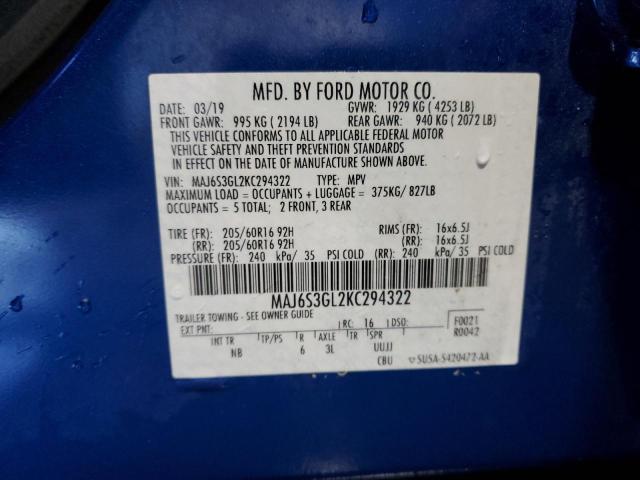 MFD. BY FORD MOTOR CO.
DATE: 03/19 GVWR: 1929 KG ( 4253 LB)
FRONT GAWR: 995 KG ( 2194 LB) REAR GAWR: 940 KG ( 2072 LB)
THIS VEHICLE CONFORMS TO ALL APPLICABLE FEDERAL MOTOR
VEHICLE SAFETY AND THEFT PREVENTION STANDARDS
IN EFFECT ON THE DATE OF MANUFACTURE SHOWN ABOVE.
VIN: MAJ6S3GL2KC294322 TYPE: MPV
MAXIMUM LOAD = OCCUPANTS + LUGGAGE = 375KG/ 827LB
OCCUPANTS = 5 TOTAL; 2 FRONT, 3 REAR
TIRE (FR): 205/60R16 92H RIMS (FR): 16x6.5J
(RR): 205/60R16 92H (RR): 16x6.5J
PRESSURE (FR): 240 kPa/ 35 PSI COLD (RR): 240 kPa/ 35 PSI COLD
MAJ6S3GL2KC294322
TRAILER TOWING - SEE OWNER GUIDE
EXT PNT: RC: 16 DSO: F0021
R0042
INT TR TP/PS R AXLE TR SPR
NB 6 3L UUJJ
CBU ▽SU5A-5420472-AA